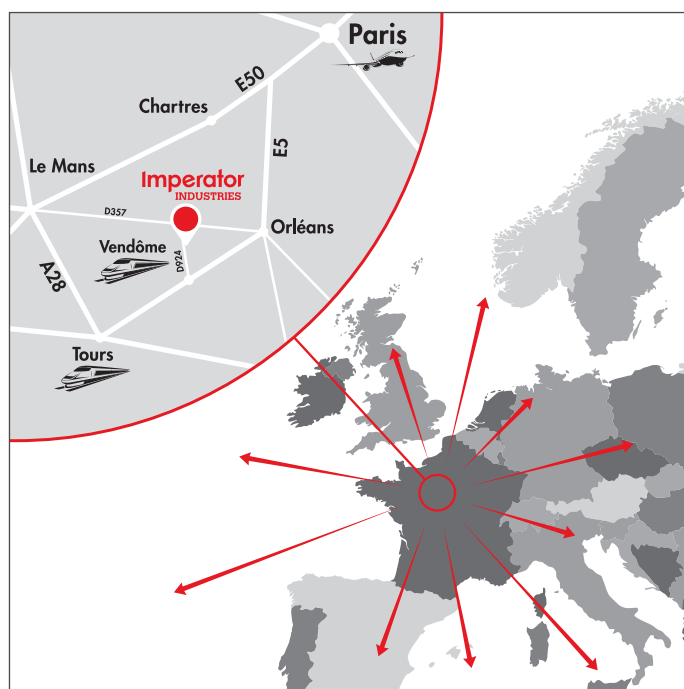 Paris
E50
Chartres
E5
Le Mans
Imperator
INDUSTRIES
D357
Orléans
Vendôme
D924
A28
Tours